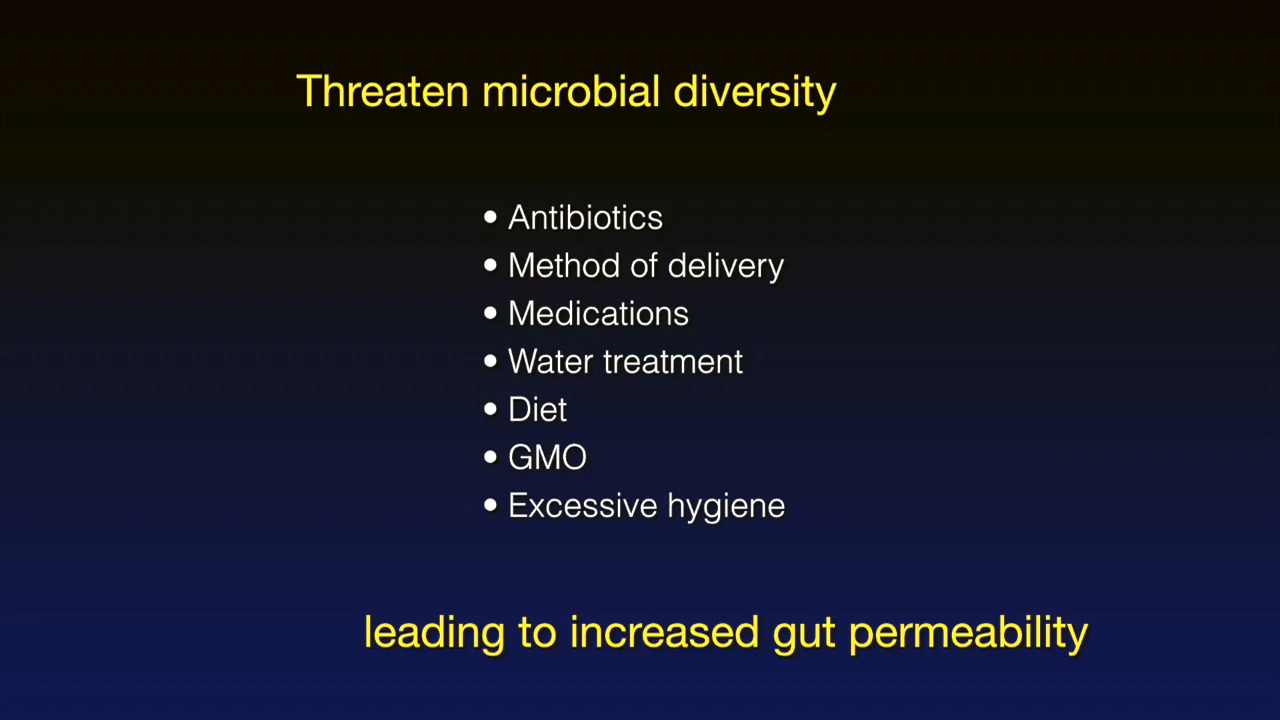 Threaten microbial diversity
• Antibiotics
• Method of delivery
• Medications
• Water treatment
• Diet
• GMO
• Excessive hygiene
leading to increased gut permeability